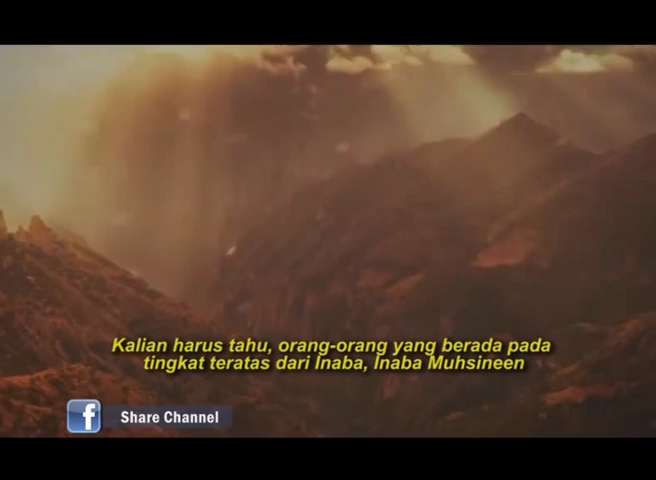 Kalian harus tahu, orang-orang yang berada pada
tingkat teratas dari Inaba, Inaba Muhsineen
f Share Channel